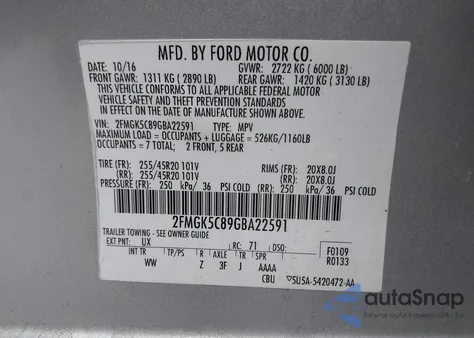 MFD. BY FORD MOTOR CO.
DATE: 10/16 GVWR: 2722 KG ( 6000 LB)
FRONT GAWR: 1311 KG ( 2890 LB) REAR GAWR: 1420 KG ( 3130 LB)
THIS VEHICLE CONFORMS TO ALL APPLICABLE FEDERAL MOTOR
VEHICLE SAFETY AND BUMPER STANDARDS IN EFFECT ON THE
DATE OF MANUFACTURE SHOWN ABOVE.
VIN: 2FMGK5C89GBA22591 TYPE: MPV
MAXIMUM LOAD = OCCUPANTS + LUGGAGE = 526KG/1160LB
OCCUPANTS = 7 TOTAL; 2 FRONT, 5 REAR
TIRE (FR): 255/45R20 101V RIMS (FR): 20X8.0J
(RR): 255/45R20 101V (RR): 20X8.0J
PRESSURE (FR): 250 kPa/ 36 PSI COLD (RR): 250 kPa/ 36 PSI COLD
2FMGK5C89GBA22591
TRAILER TOWING - SEE OWNER GUIDE
EXT PNT: UX RC: 71 DSO: F0109
INT TR TP/PS R AXLE TR SPR R0133
WW Z 3F J AAAA
CBU 5U5A-5420472-AA
autoSnap